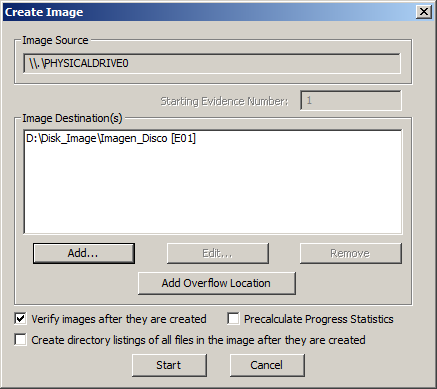 Create Image
Image Source
\\.\PHYSICALDRIVE0
Starting Evidence Number: 1
Image Destination(s)
D:\Disk_Image\Imagen_Disco [E01]
Add... Edit... Remove
Add Overflow Location
Verify images after they are created Precalculate Progress Statistics
Create directory listings of all files in the image after they are created
Start Cancel